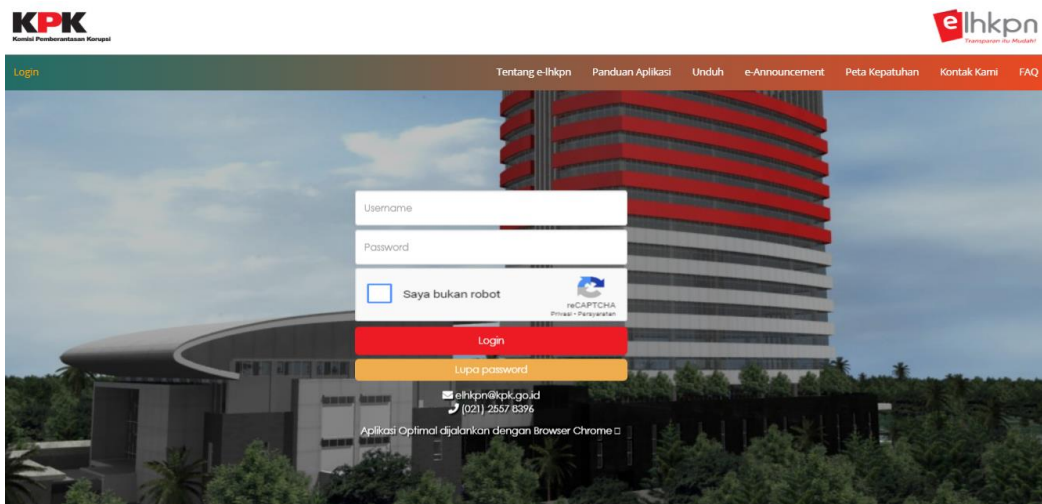 KPK
Komisi Pemberantasan Korupsi
elhkpn
Transparan itu Mudah!
Login
Tentang e-lhkpn
Panduan Aplikasi
Unduh
e-Announcement
Peta Kepatuhan
Kontak Kami
FAQ
Username
Password
Saya bukan robot
reCAPTCHA
Privasi - Persyaratan
Login
Lupa password
elhkpn@kpk.go.id
(021) 2557 8396
Aplikasi Optimal dijalankan dengan Browser Chrome